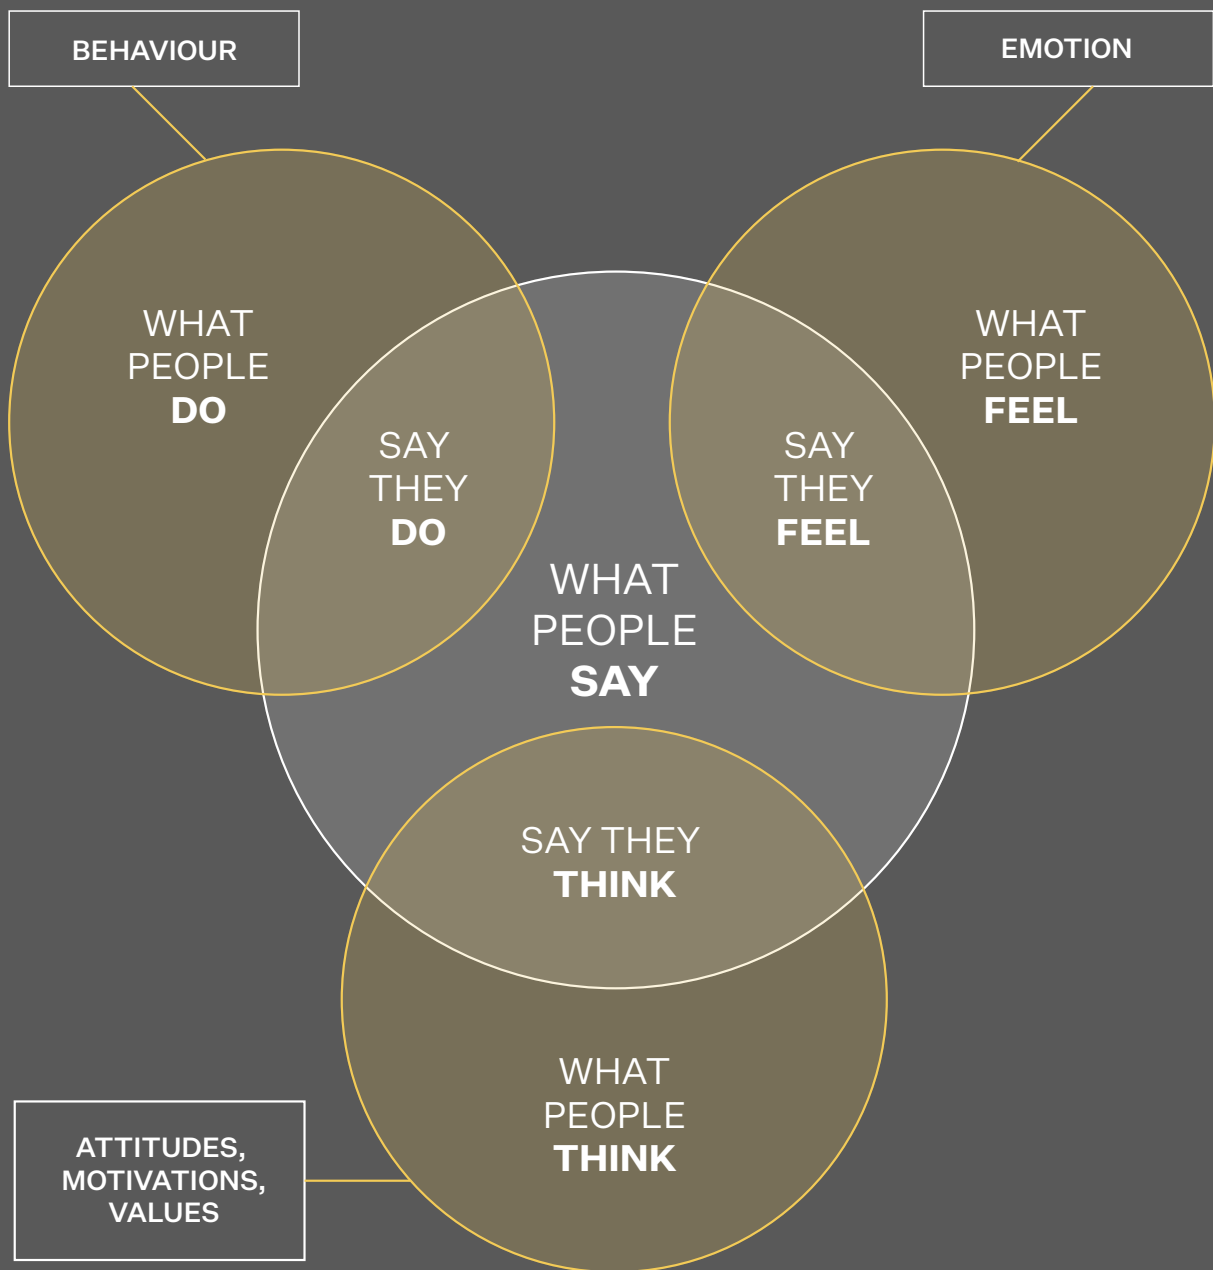 BEHAVIOUR
EMOTION
WHAT
PEOPLE
DO
WHAT
PEOPLE
FEEL
SAY
THEY
DO
SAY
THEY
FEEL
WHAT
PEOPLE
SAY
SAY THEY
THINK
WHAT
PEOPLE
THINK
ATTITUDES,
MOTIVATIONS,
VALUES